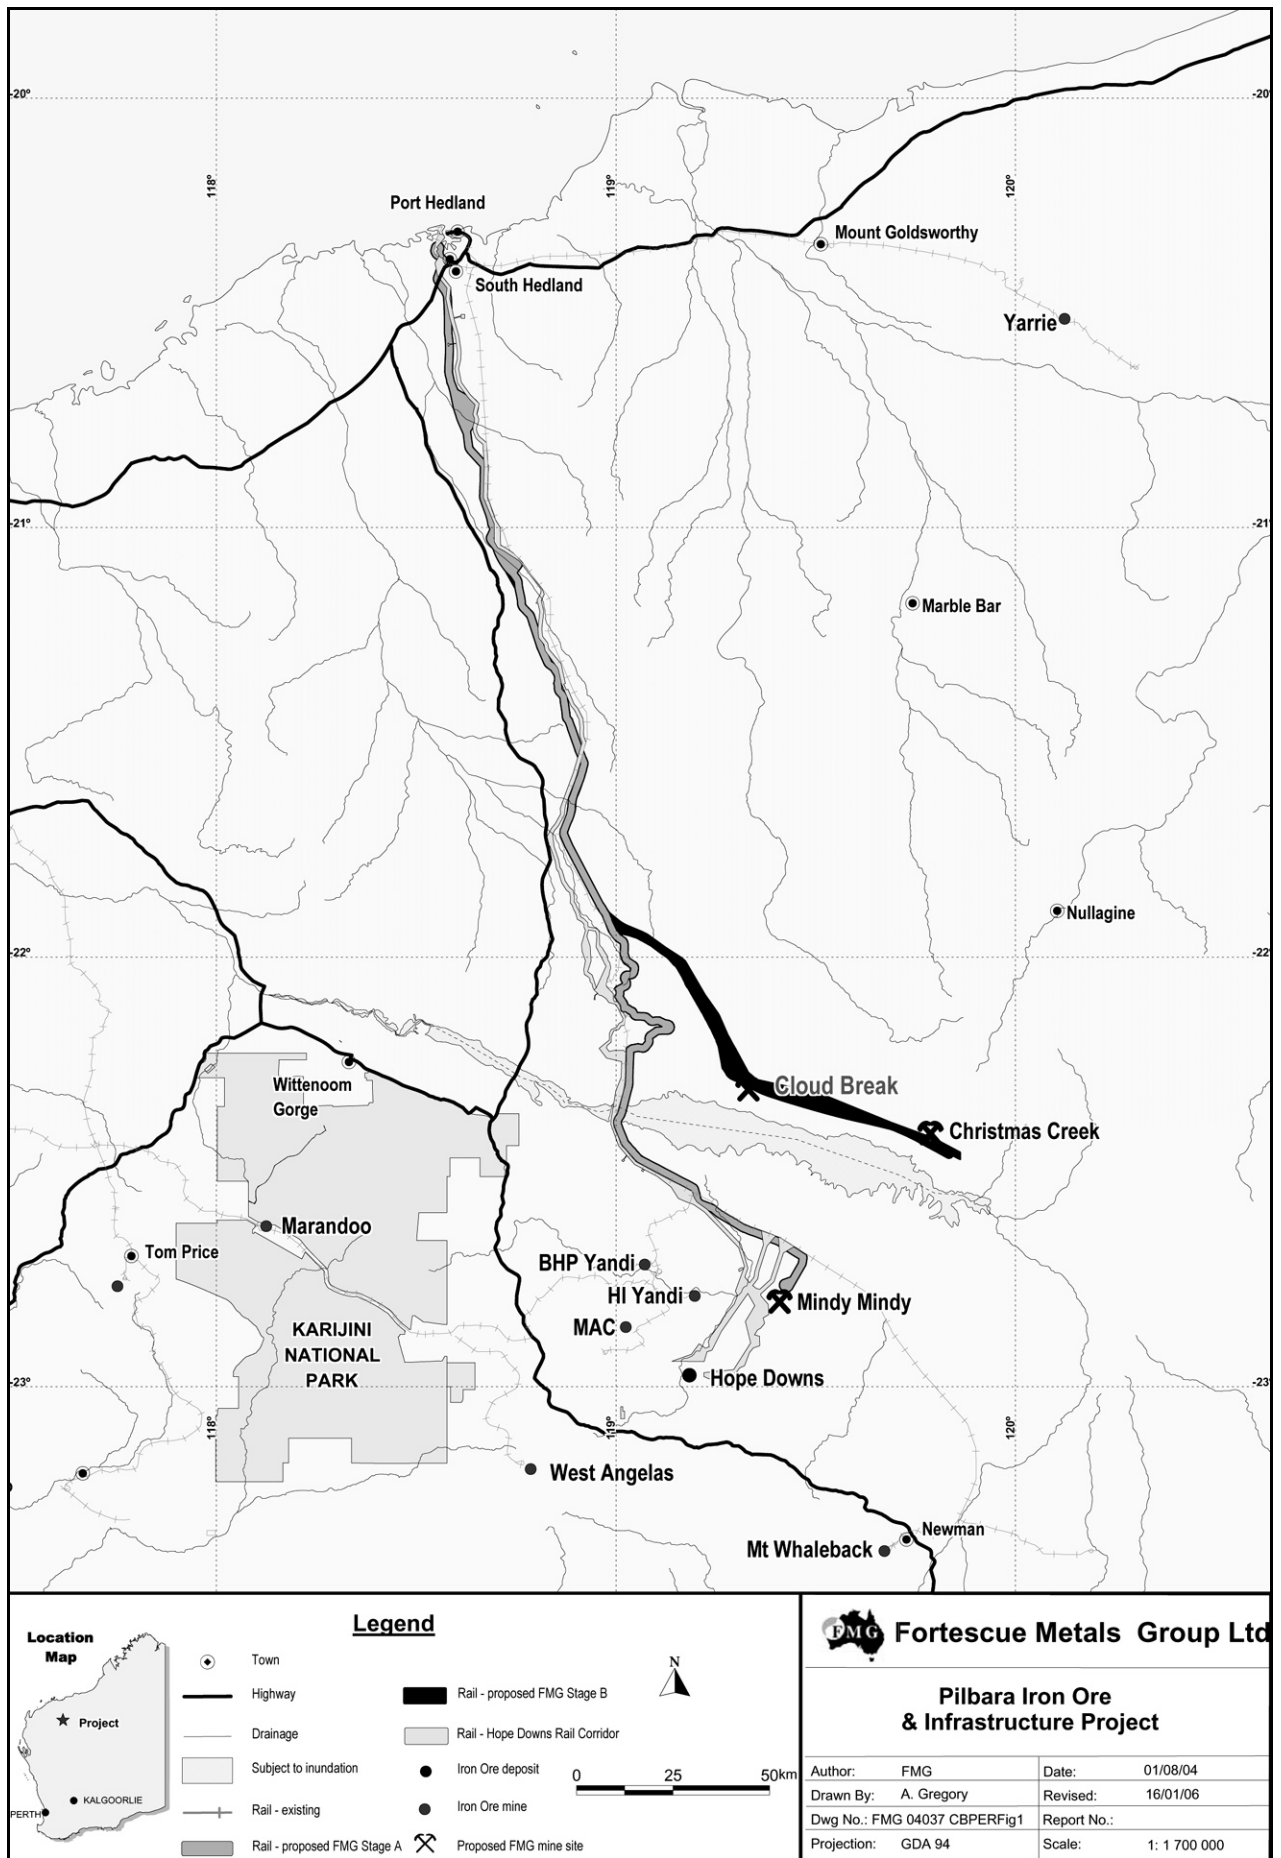 -20°
-20°
118°
119°
120°
Port Hedland
Mount Goldsworthy
South Hedland
Yarrie
-21°
-21°
Marble Bar
Nullagine
-22°
-22°
Wittenoom
Gorge
Cloud Break
Christmas Creek
Marandoo
Tom Price
BHP Yandi
HI Yandi
Mindy Mindy
MAC
KARIJINI
NATIONAL
PARK
Hope Downs
-23°
-23°
118°
119°
120°
West Angelas
Newman
Mt Whaleback
Location
Map
Project
KALGOORLIE
PERTH
Legend
Town
Highway
Drainage
Subject to inundation
Rail - existing
Rail - proposed FMG Stage A
Rail - proposed FMG Stage B
Rail - Hope Downs Rail Corridor
Iron Ore deposit
Iron Ore mine
Proposed FMG mine site
N
0 25 50km
FMG
Fortescue Metals Group Ltd
Pilbara Iron Ore
& Infrastructure Project
Author: FMG
Date: 01/08/04
Drawn By: A. Gregory
Revised: 16/01/06
Dwg No.: FMG 04037 CBPERFig1
Report No.:
Projection: GDA 94
Scale: 1: 1 700 000